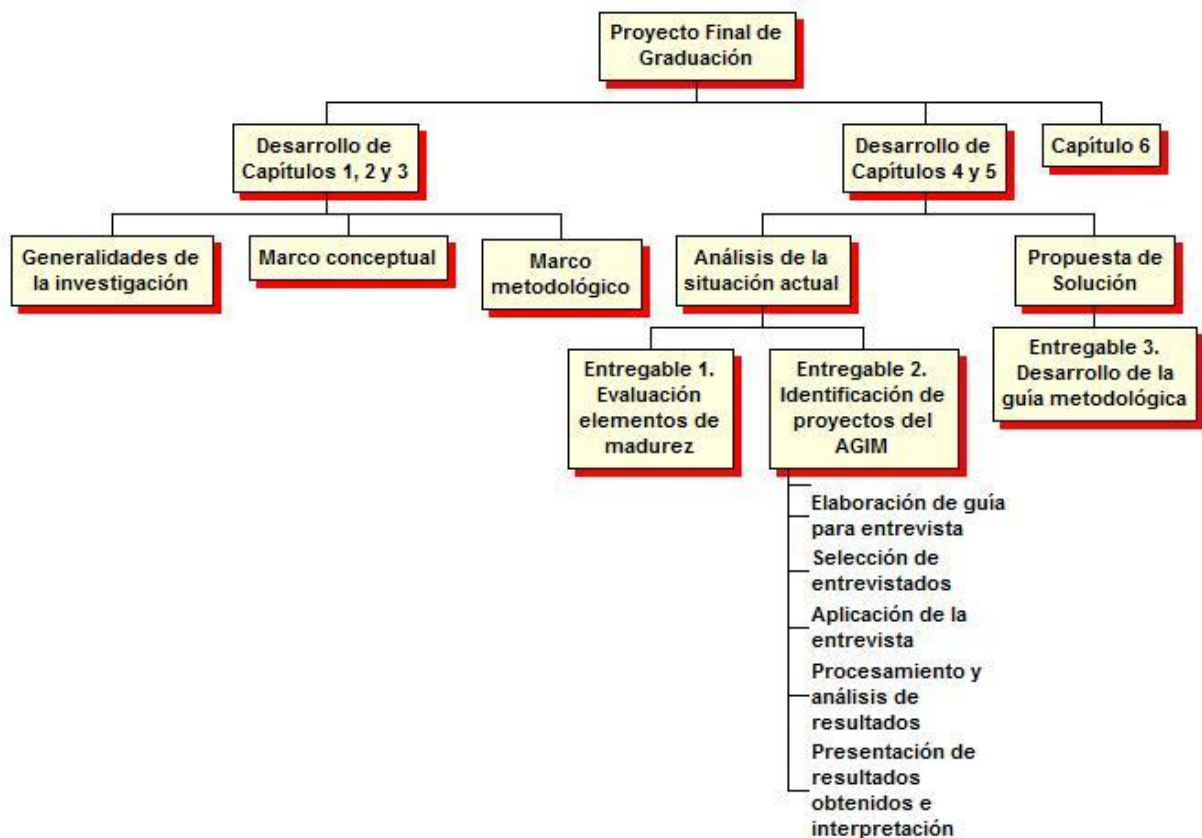 Proyecto Final de
Graduación
Desarrollo de
Capítulos 1, 2 y 3
Desarrollo de
Capítulos 4 y 5
Capítulo 6
Generalidades de
la investigación
Marco conceptual
Marco
metodológico
Análisis de la
situación actual
Propuesta de
Solución
Entregable 1.
Evaluación
elementos de
madurez
Entregable 2.
Identificación de
proyectos del
AGIM
Entregable 3.
Desarrollo de la
guía metodológica
Elaboración de guía
para entrevista
Selección de
entrevistados
Aplicación de la
entrevista
Procesamiento y
análisis de
resultados
Presentación de
resultados
obtenidos e
interpretación